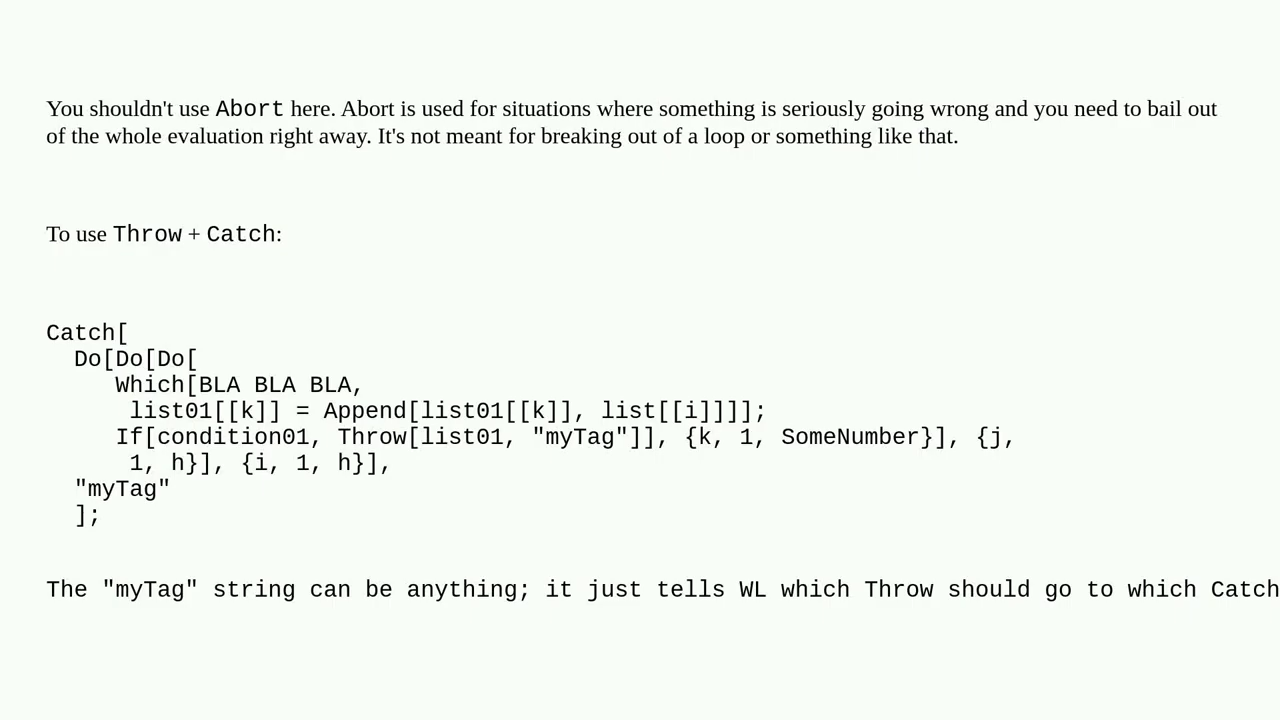 You shouldn't use Abort here. Abort is used for situations where something is seriously going wrong and you need to bail out
of the whole evaluation right away. It's not meant for breaking out of a loop or something like that.
To use Throw + Catch:
Catch[
  Do[Do[Do[
     Which[BLA BLA BLA,
      list01[[k]] = Append[list01[[k]], list[[i]]]];
     If[condition01, Throw[list01, "myTag"]], {k, 1, SomeNumber}], {j,
      1, h}], {i, 1, h}],
  "myTag"
  ];
The "myTag" string can be anything; it just tells WL which Throw should go to which Catch